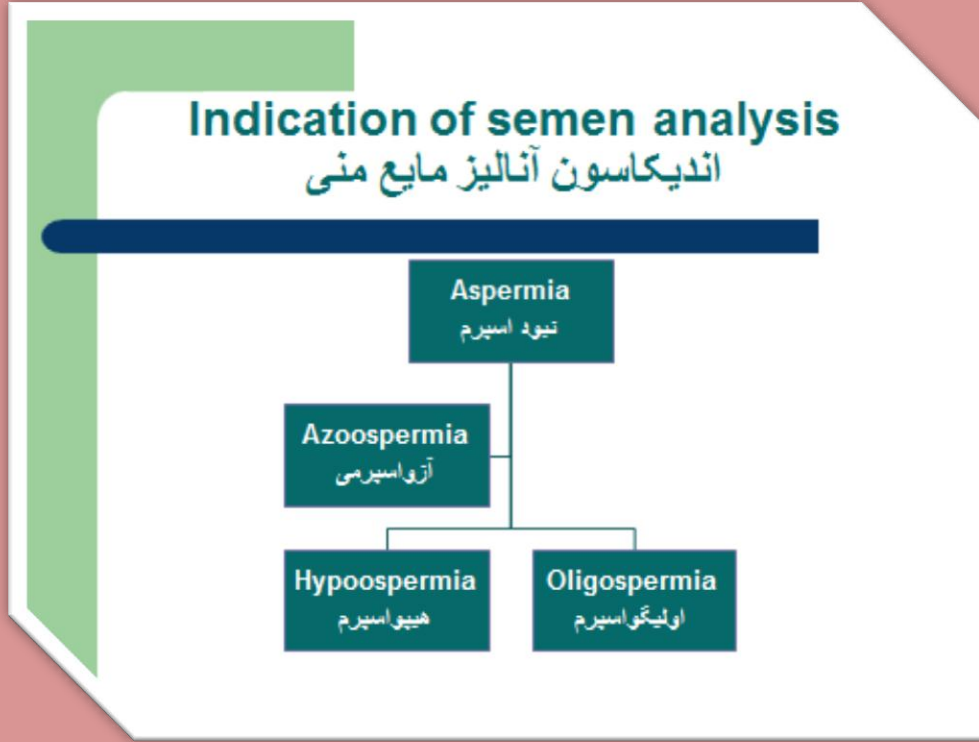 Indication of semen analysis
اندیکاسون آنالیز مایع منی
Aspermia
نبود اسپرم
Azoospermia
آزواسپرمی
Hypoospermia
هیپواسپرم
Oligospermia
اولیگواسپرم